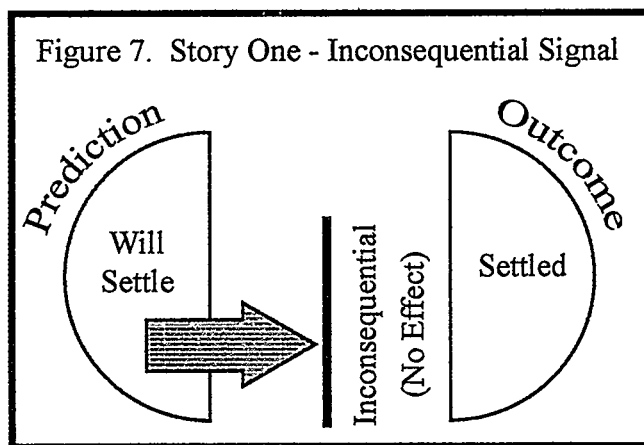 Figure 7. Story One - Inconsequential Signal
Prediction
Will
Settle
Inconsequential
(No Effect)
Outcome
Settled